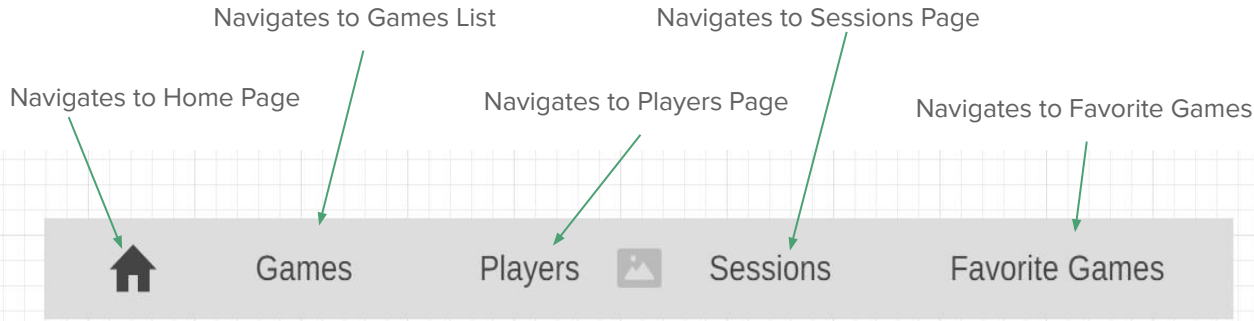 Navigates to Games List
Navigates to Sessions Page
Navigates to Home Page
Navigates to Players Page
Navigates to Favorite Games
Games
Players
Sessions
Favorite Games